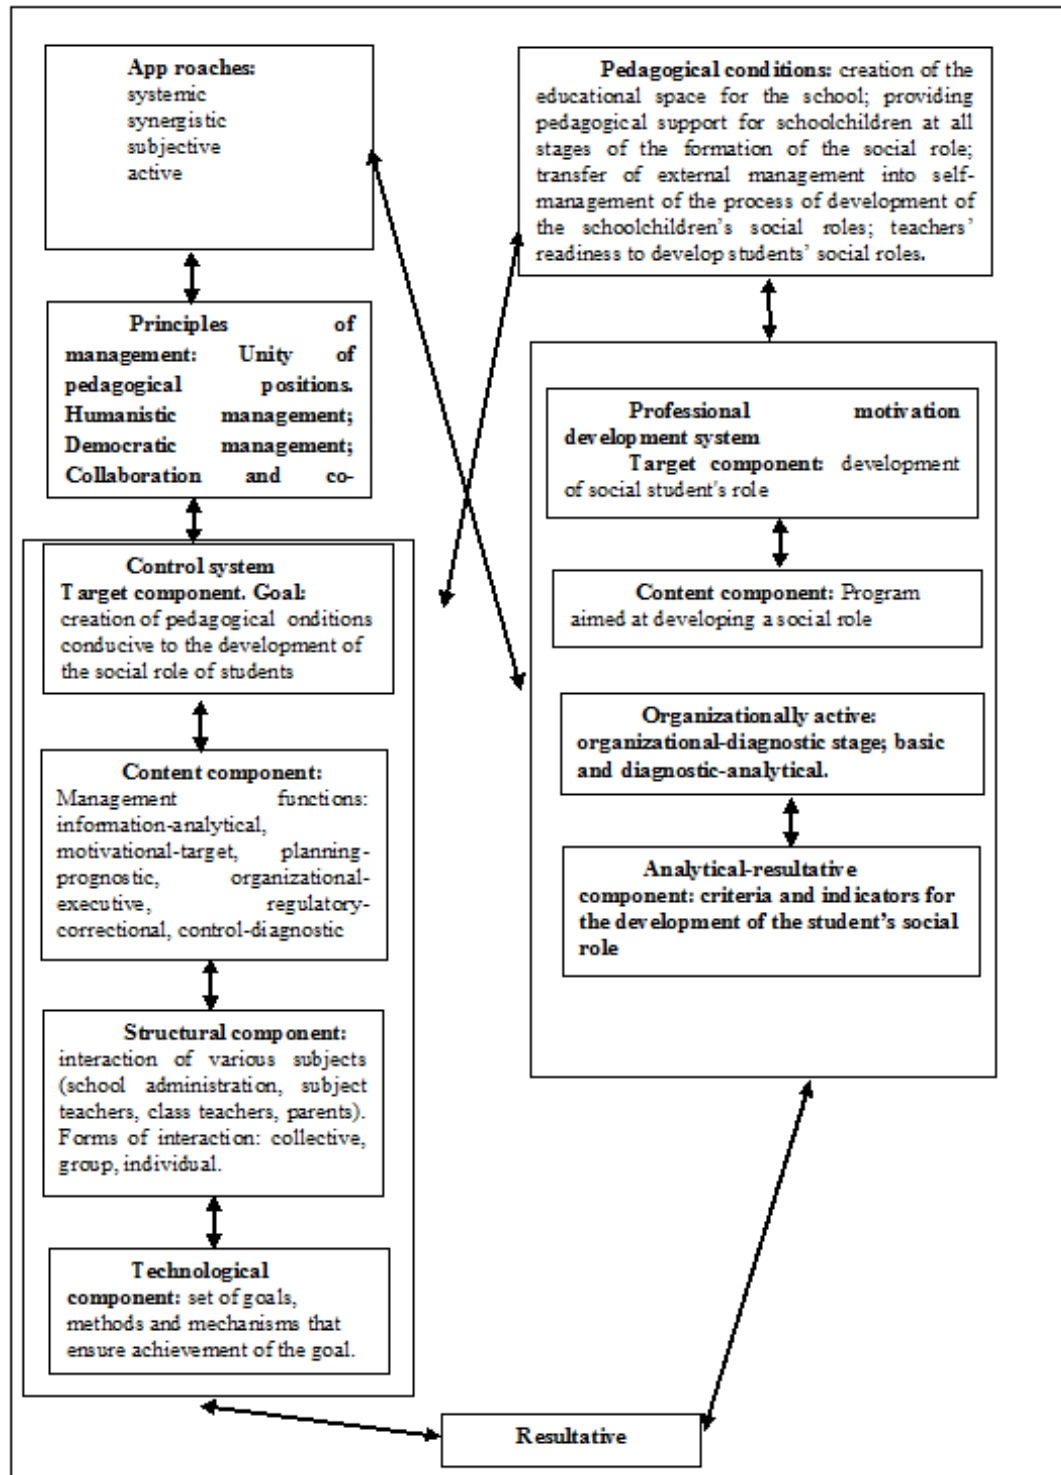 App roaches:
systemic
synergistic
subjective
active
Principles of
management: Unity of
pedagogical positions.
Humanistic management;
Democratic management;
Collaboration and co-
Control system
Target component. Goal:
creation of pedagogical onditions
conducive to the development of
the social role of students
Content component:
Management functions:
information-analytical,
motivational-target, planning-
prognostic, organizational-
executive, regulatory-
correctional, control-diagnostic
Structural component:
interaction of various subjects
(school administration, subject
teachers, class teachers, parents).
Forms of interaction: collective,
group, individual.
Technological
component: set of goals,
methods and mechanisms that
ensure achievement of the goal.
Pedagogical conditions: creation of the
educational space for the school; providing
pedagogical support for schoolchildren at all
stages of the formation of the social role;
transfer of external management into self-
management of the process of development of
the schoolchildren's social roles; teachers'
readiness to develop students' social roles.
Professional motivation
development system
Target component: development
of social student's role
Content component: Program
aimed at developing a social role
Organizationally active:
organizational-diagnostic stage; basic
and diagnostic-analytical.
Analytical-resultative
component: criteria and indicators for
the development of the student's social
role
Resultative